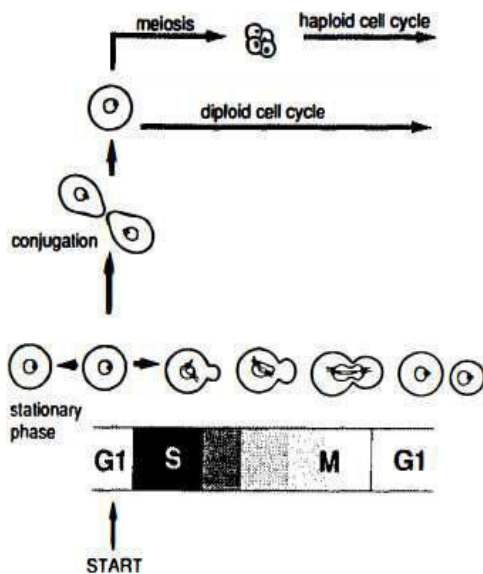 meiosis
haploid cell cycle
diploid cell cycle
conjugation
stationary
phase
G1 S M G1
START